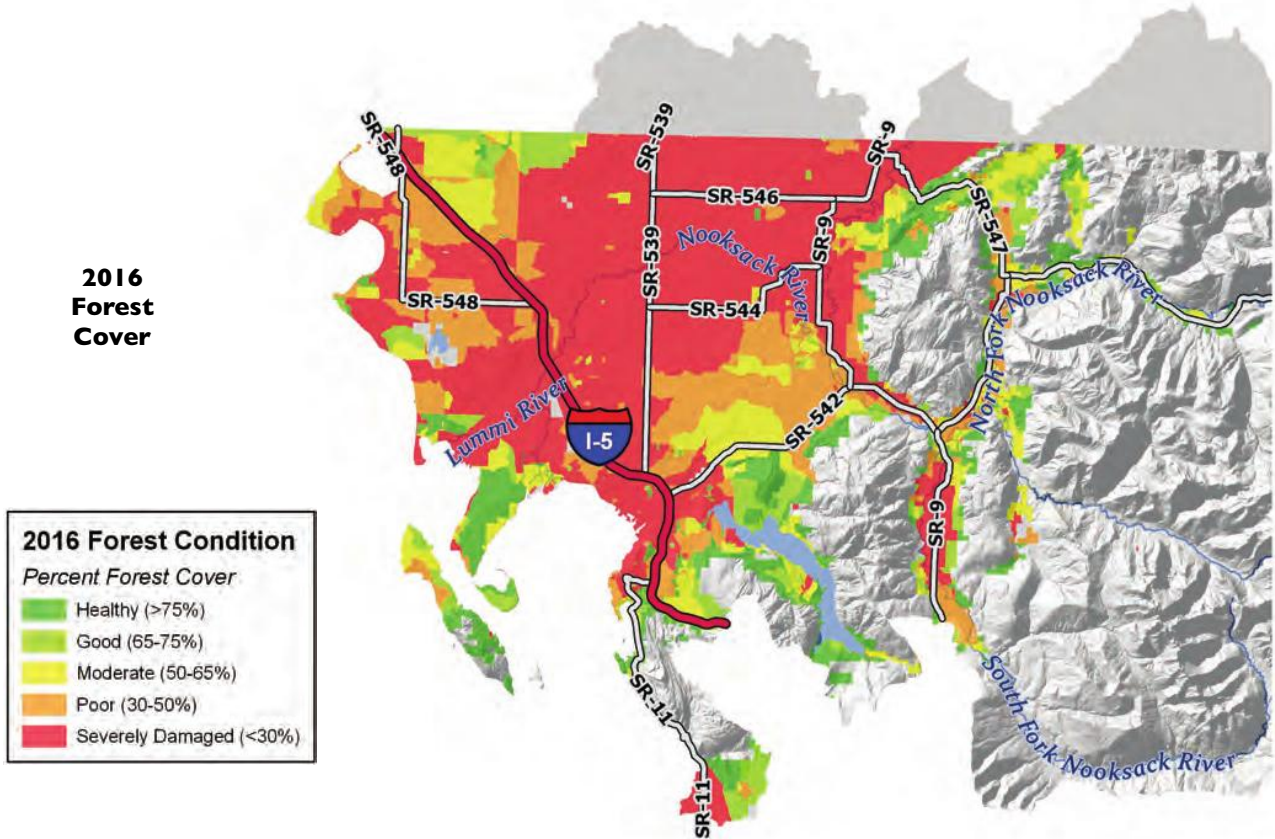 2016
Forest
Cover
SR-548
SR-539
SR-9
SR-546
SR-547
Nooksack River
SR-539
SR-9
SR-548
SR-544
North Fork Nooksack River
Lummi River
I-5
SR-542
SR-9
SR-11
South Fork Nooksack River
SR-11
2016 Forest Condition
Percent Forest Cover
Healthy (>75%)
Good (65-75%)
Moderate (50-65%)
Poor (30-50%)
Severely Damaged (<30%)